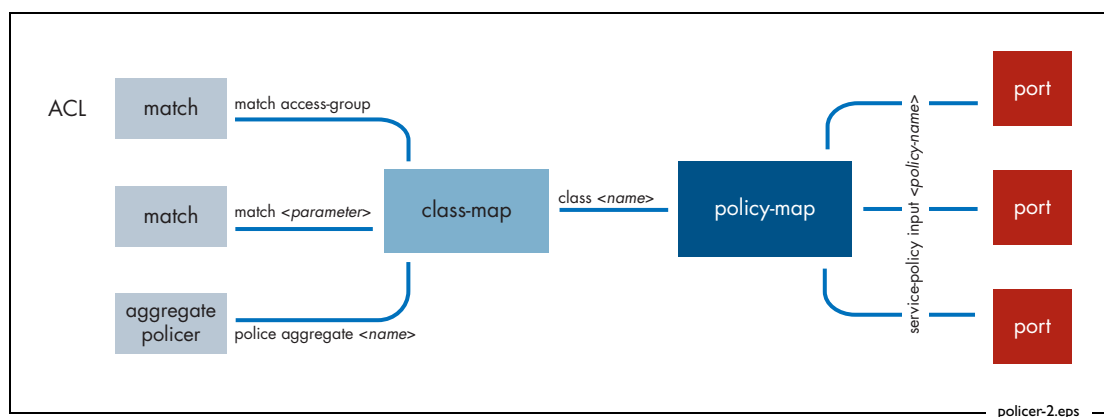 ACL
match
match access-group
match
match <parameter>
aggregate
policer
police aggregate <name>
class-map
class <name>
policy-map
service-policy input <policy-name>
port
port
port
policer-2.eps